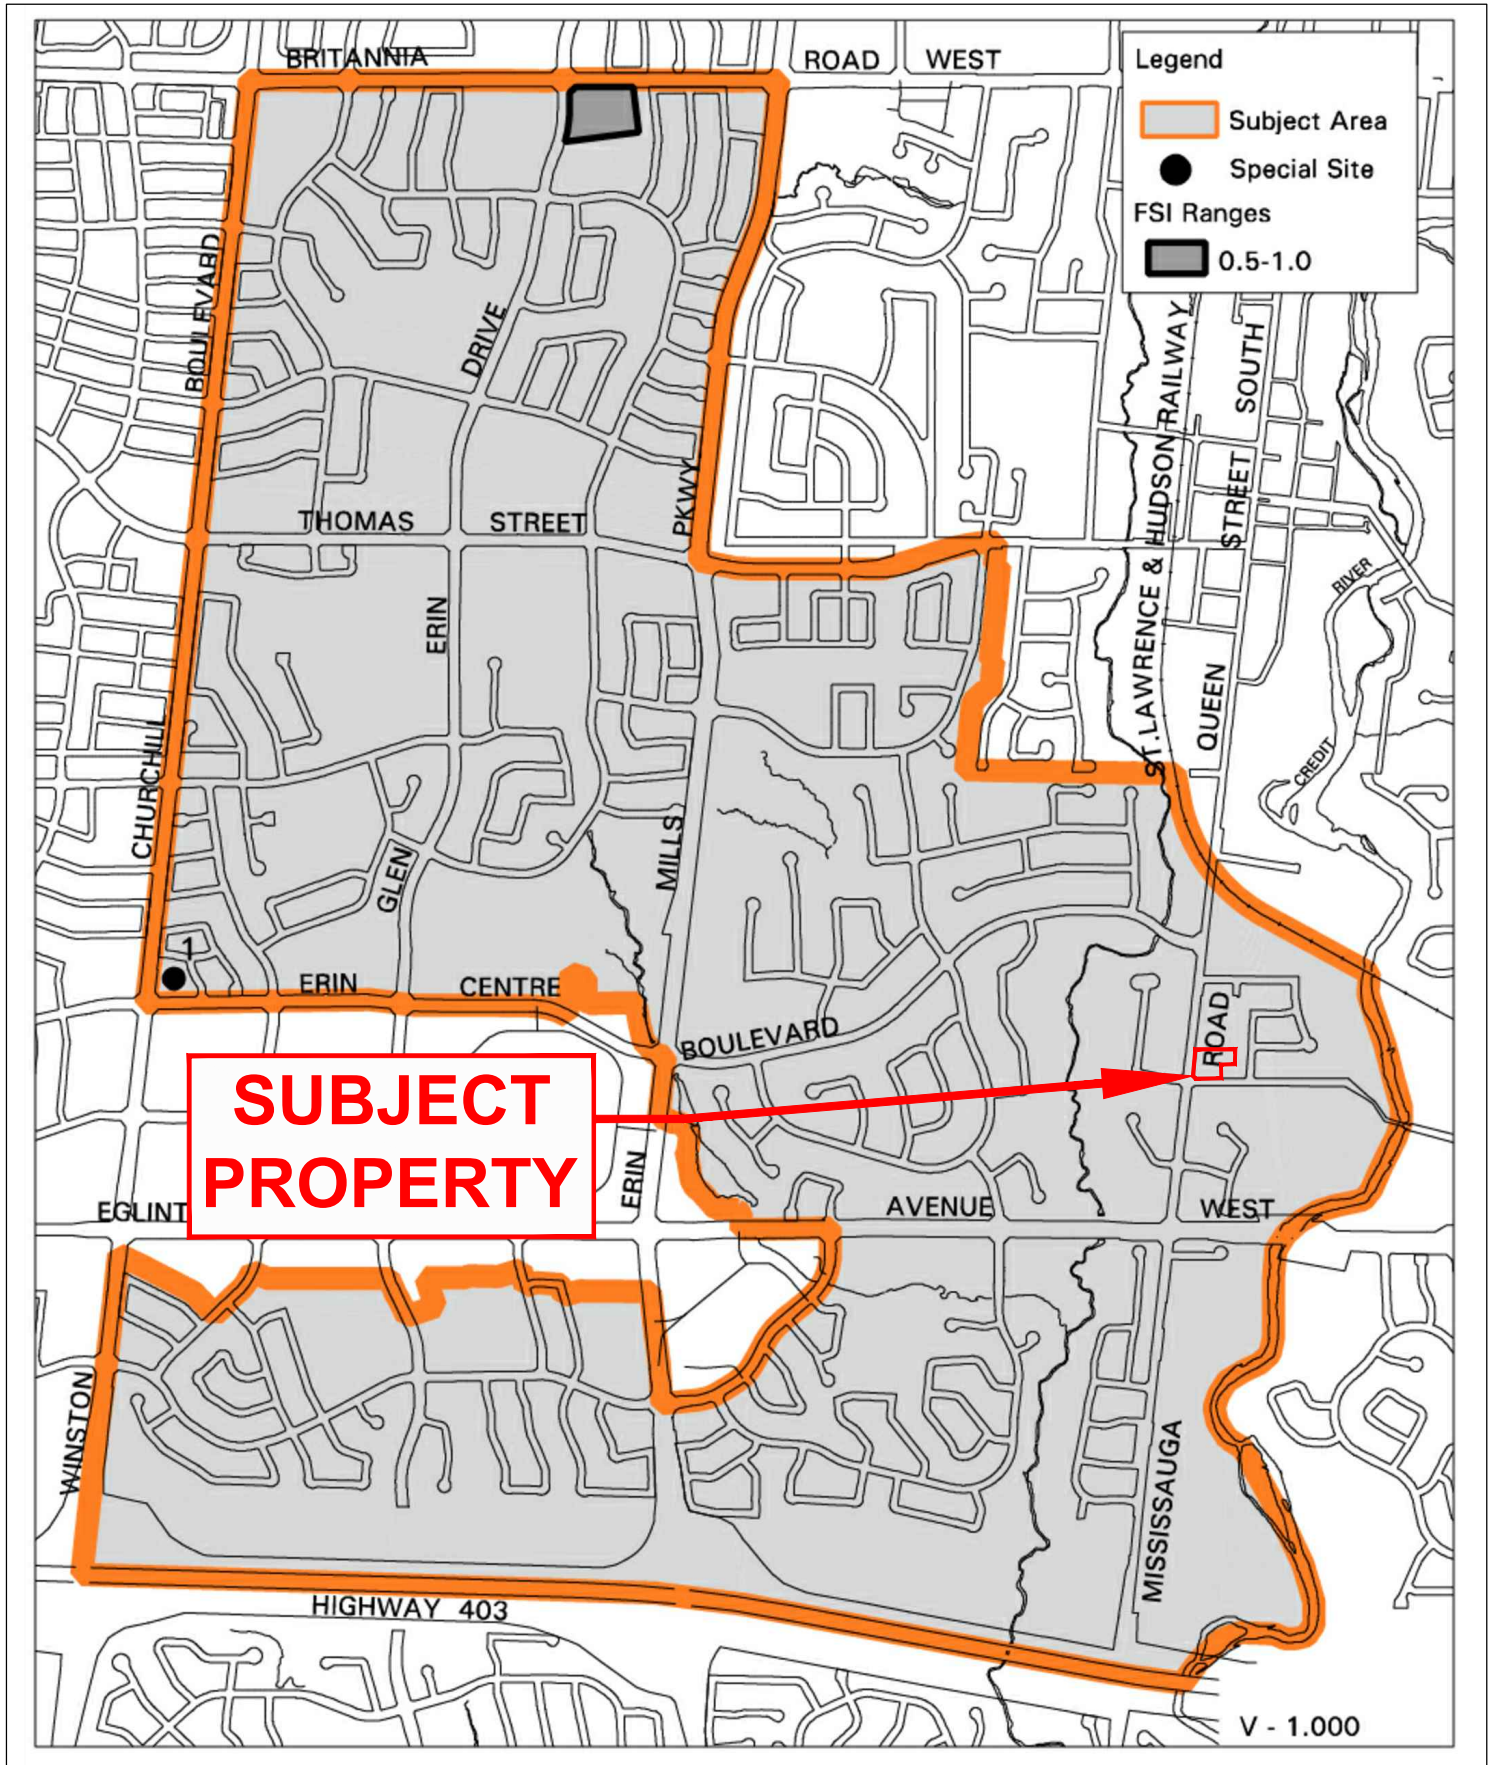 BRITANNIA
ROAD WEST
Legend
Subject Area
Special Site
FSI Ranges
0.5-1.0
BOULEVARD
DRIVE
ST.LAWRENCE & HUDSON RAILWAY
SOUTH
STREET
PKWY
THOMAS STREET
RIVER
ERIN
QUEEN
CREDIT
CHURCHILL
MILLS
GLEN
1
ERIN CENTRE
BOULEVARD
ROAD
SUBJECT
PROPERTY
ERIN
EGLINT
AVENUE
WEST
WINSTON
MISSISSAUGA
HIGHWAY 403
V - 1.000